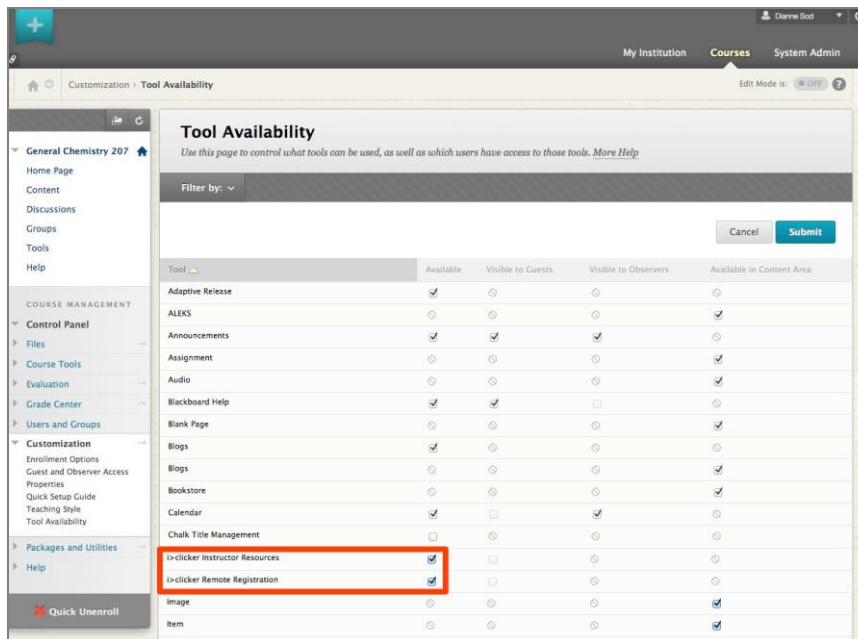 Dianne Sod
My Institution Courses System Admin
Customization > Tool Availability
Edit Mode is: OFF ?
General Chemistry 207
Home Page
Content
Discussions
Groups
Tools
Help
COURSE MANAGEMENT
Control Panel
Files
Course Tools
Evaluation
Grade Center
Users and Groups
Customization
Enrollment Options
Guest and Observer Access
Properties
Quick Setup Guide
Teaching Style
Tool Availability
Packages and Utilities
Help
Quick Unenroll
Tool Availability
Use this page to control what tools can be used, as well as which users have access to those tools. More Help
Filter by:
Cancel Submit
Tool Available Visible to Guests Visible to Observers Available in Content Area
Adaptive Release
ALEKS
Announcements
Assignment
Audio
Blackboard Help
Blank Page
Blogs
Blogs
Bookstore
Calendar
Chalk Title Management
i>clicker Instructor Resources
i>clicker Remote Registration
Image
Item